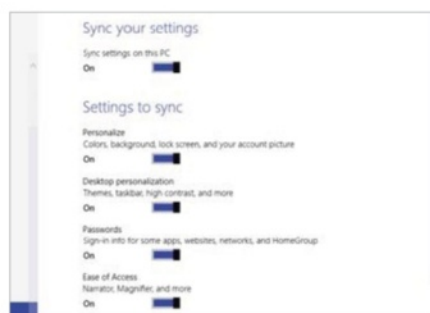 Sync your settings
Sync settings on this PC
On
Settings to sync
Personalize
Colors, background, lock screen, and your account picture
On
Desktop personalization
Themes, taskbar, high contrast, and more
On
Passwords
Sign-in info for some apps, websites, networks, and HomeGroup
On
Ease of Access
Narrator, Magnifier, and more
On